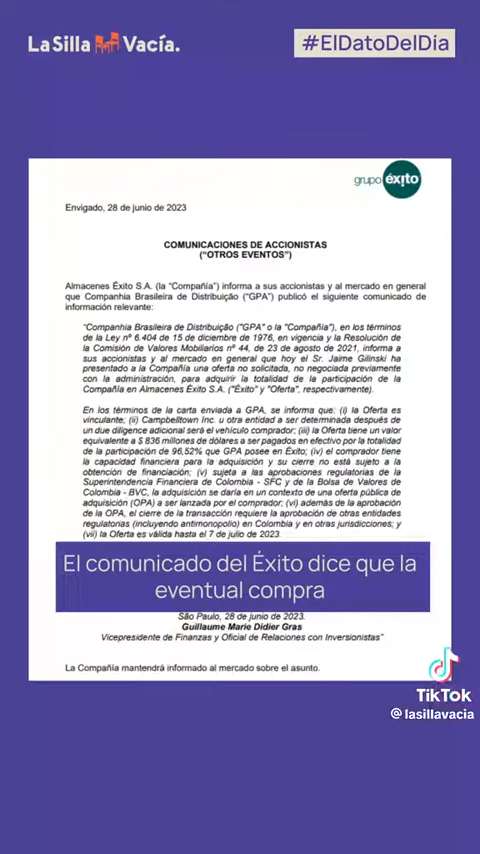 La Silla Vacía.
#ElDatoDelDia
grupo éxito
Envigado, 28 de junio de 2023
COMUNICACIONES DE ACCIONISTAS
("OTROS EVENTOS")
Almacenes Éxito S.A. (la "Compañía") informa a sus accionistas y al mercado en general
que Companhia Brasileira de Distribuição ("GPA") publicó el siguiente comunicado de
información relevante:
"Companhia Brasileira de Distribuição ("GPA" o la "Compañía), en los términos
de la Ley nº 6.404 de 15 de diciembre de 1976, en vigencia y la Resolución de
la Comisión de Valores Mobiliarios nº 44, de 23 de agosto de 2021, informa a
sus accionistas y al mercado en general que hoy el Sr. Jaime Gilinski ha
presentado a la Compañía una oferta no solicitada, no negociada previamente
con la administración, para adquirir la totalidad de la participación de la
Compañía en Almacenes Éxito S.A. ("Éxito" y "Oferta", respectivamente).
En los términos de la carta enviada a GPA, se informa que: (i) la Oferta es
vinculante; (ii) Campbelltown Inc. u otra entidad a ser determinada después de
un due diligence adicional será el vehículo comprador; (iii) la Oferta tiene un valor
equivalente a $ 836 millones de dólares a ser pagados en efectivo por la totalidad
de la participación de 96,52% que GPA posee en Éxito; (iv) el comprador tiene
la capacidad financiera para la adquisición y su cierre no está sujeto a la
obtención de financiación; (v) sujeta a las aprobaciones regulatorias de la
Superintendencia Financiera de Colombia - SFC y de la Bolsa de Valores de
Colombia - BVC, la adquisición se daría en un contexto de una oferta pública de
adquisición (OPA) a ser lanzada por el comprador; (vi) además de la aprobación
de la OPA, el cierre de la transacción requiere la aprobación de otras entidades
regulatorias (incluyendo antimonopolio) en Colombia y en otras jurisdicciones; y
(vii) la Oferta es válida hasta el 7 de julio de 2023.
El comunicado del Éxito dice que la
eventual compra
São Paulo, 28 de junio de 2023.
Guillaume Marie Didier Gras
Vicepresidente de Finanzas y Oficial de Relaciones con Inversionistas"
La Compañía mantendrá informado al mercado sobre el asunto.
TikTok
@lasillavacia